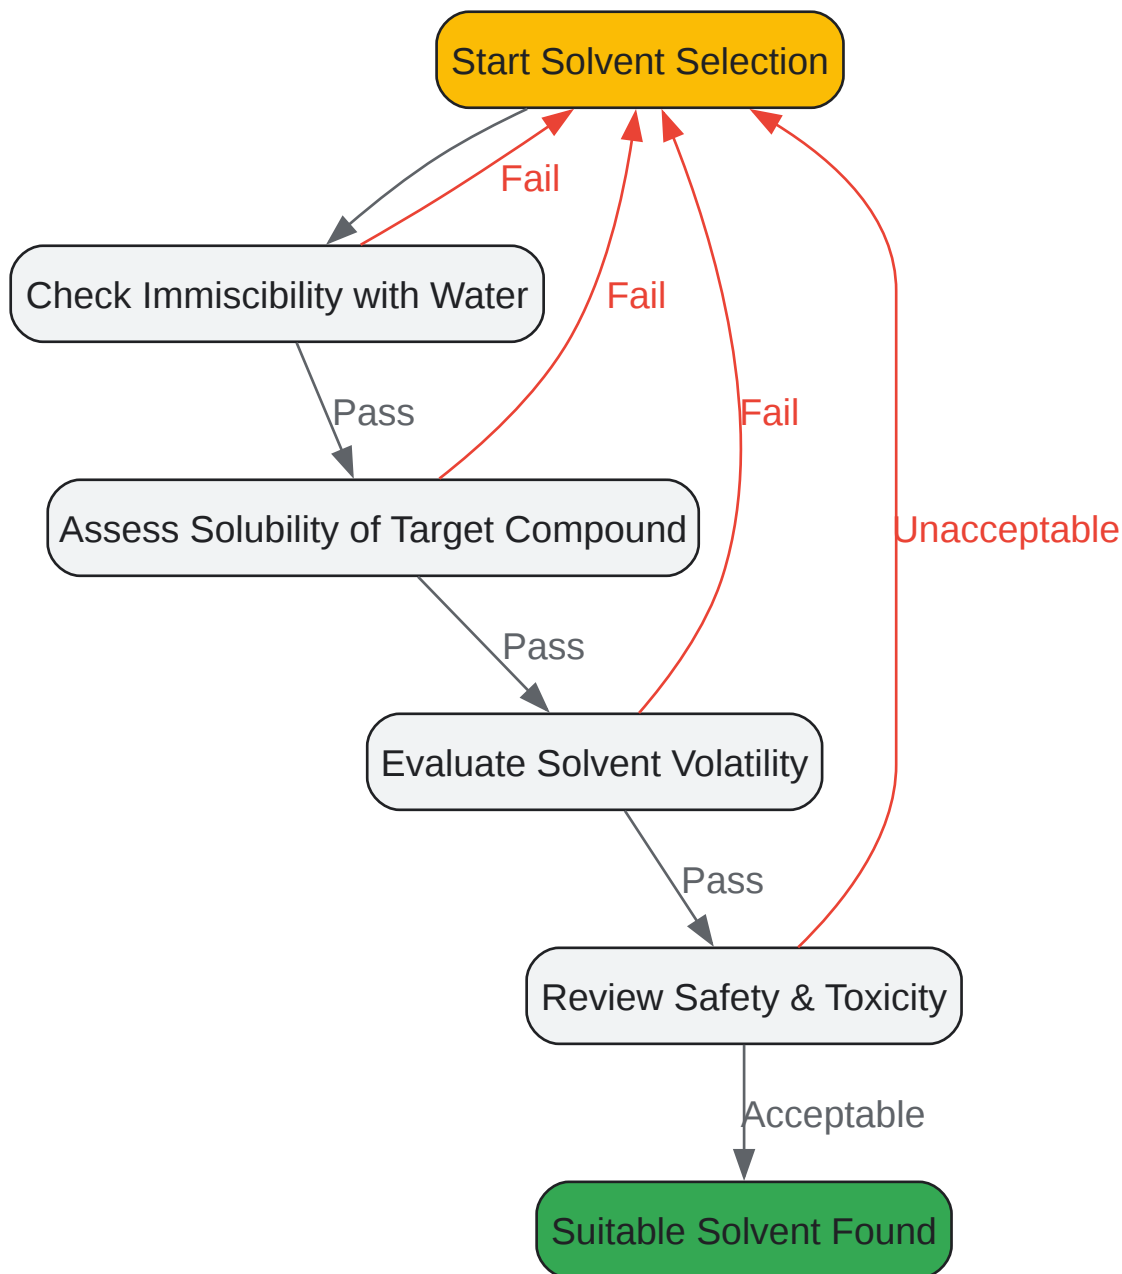 Start Solvent Selection
Fail
Check Immiscibility with Water
Fail
Pass
Fail
Assess Solubility of Target Compound
Unacceptable
Pass
Evaluate Solvent Volatility
Pass
Review Safety & Toxicity
Acceptable
Suitable Solvent Found